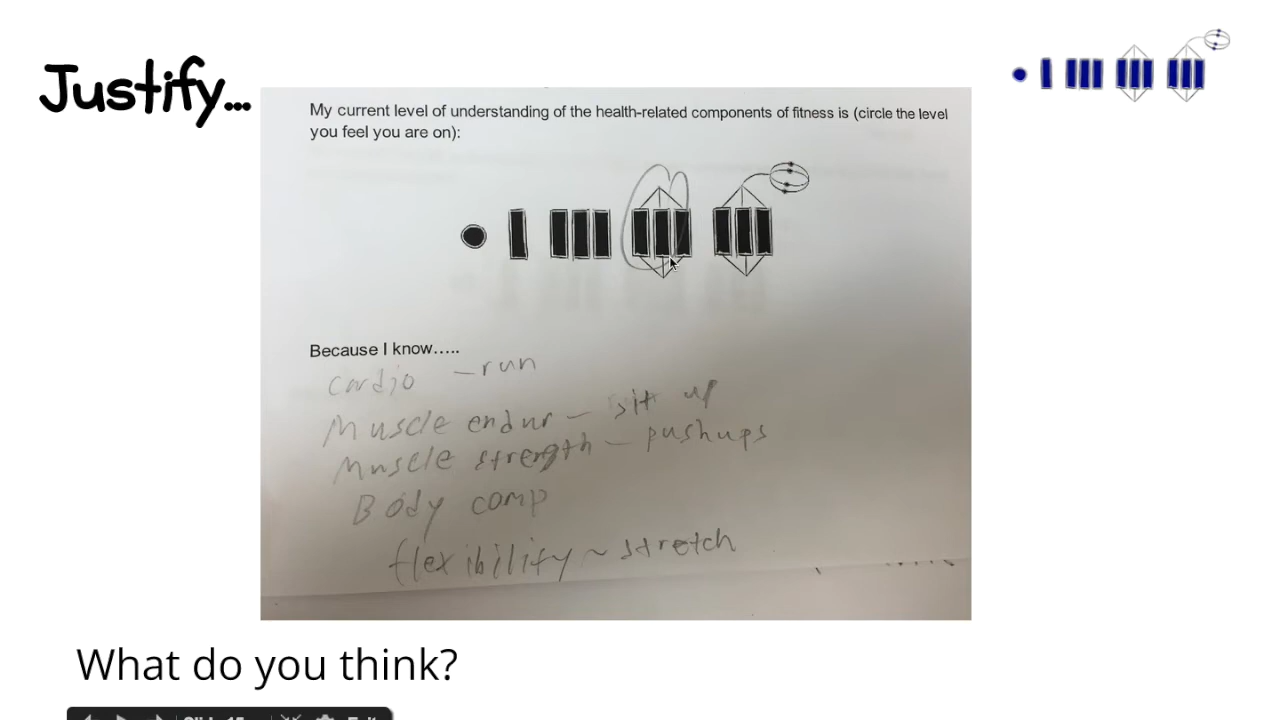 Justify...
My current level of understanding of the health-related components of fitness is (circle the level
you feel you are on):
Because I know…..
Cardio – run
Muscle endur – sit up
Muscle strength – pushups
Body comp
flexibility ~ stretch
What do you think?